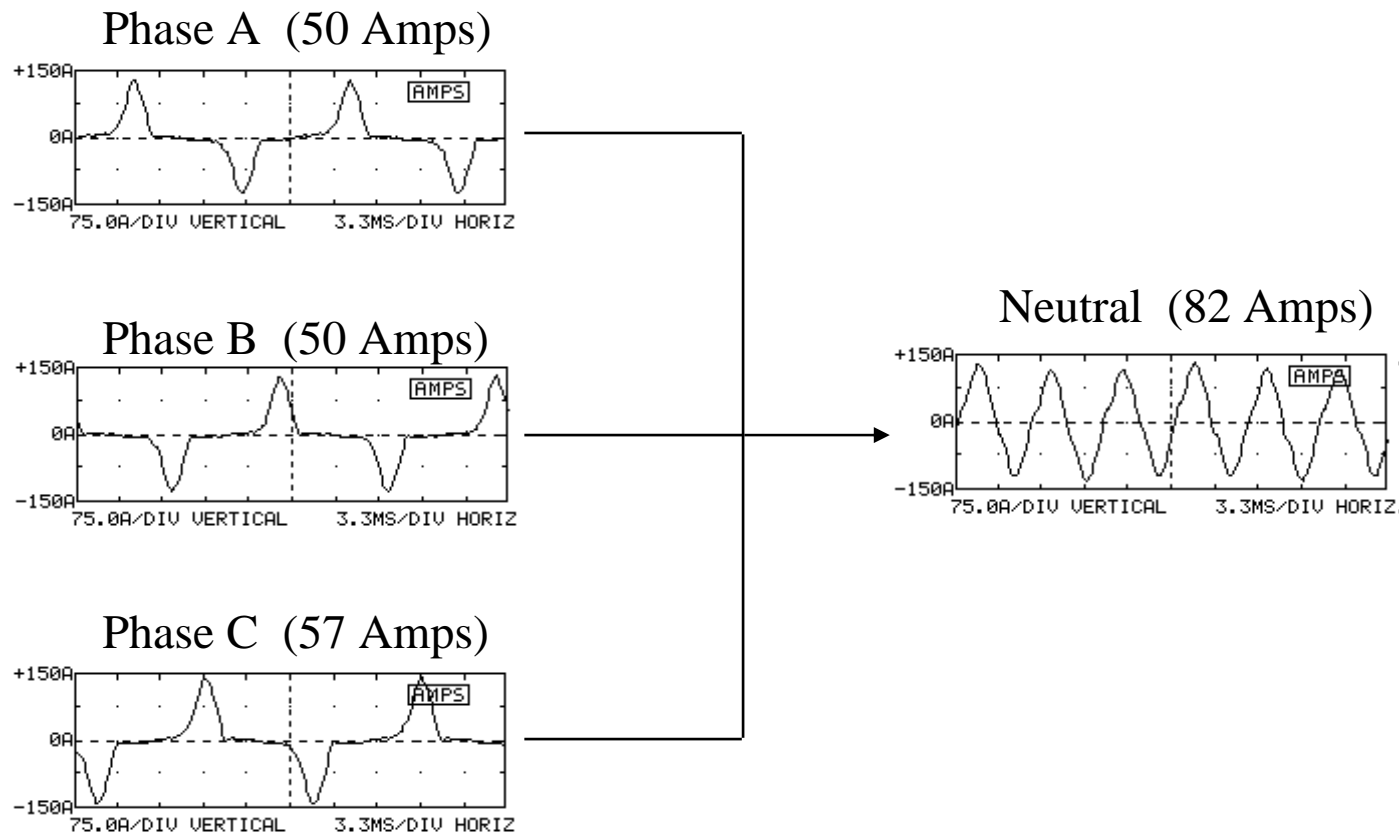 Phase A (50 Amps)
+150A
AMPS
0A
-150A
75.0A/DIV VERTICAL 3.3MS/DIV HORIZ
Phase B (50 Amps)
+150A
AMPS
0A
-150A
75.0A/DIV VERTICAL 3.3MS/DIV HORIZ
Phase C (57 Amps)
+150A
AMPS
0A
-150A
75.0A/DIV VERTICAL 3.3MS/DIV HORIZ
Neutral (82 Amps)
+150A
AMPS
0A
-150A
75.0A/DIV VERTICAL 3.3MS/DIV HORIZ